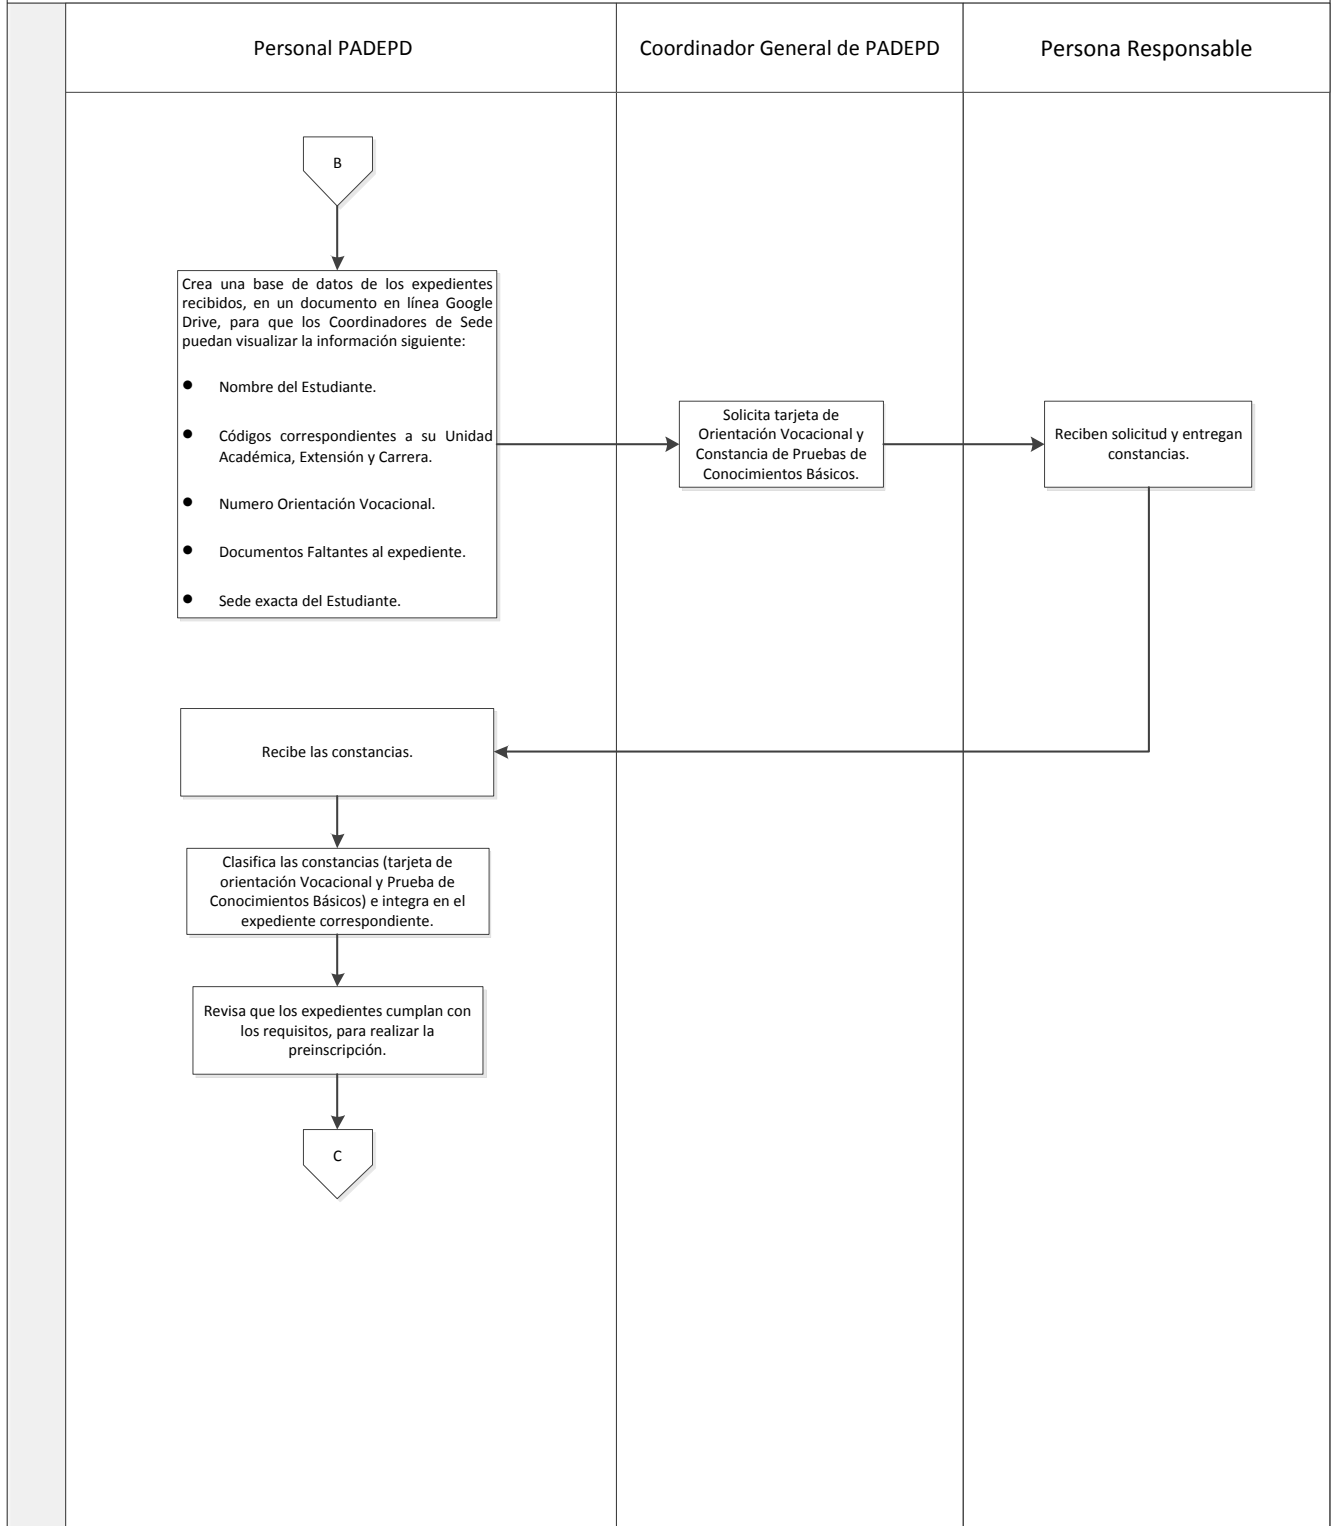 Personal PADEPD
Coordinador General de PADEPD
Persona Responsable
B
Crea una base de datos de los expedientes
recibidos, en un documento en línea Google
Drive, para que los Coordinadores de Sede
puedan visualizar la información siguiente:
● Nombre del Estudiante.
● Códigos correspondientes a su Unidad
Académica, Extensión y Carrera.
● Numero Orientación Vocacional.
● Documentos Faltantes al expediente.
● Sede exacta del Estudiante.
Solicita tarjeta de
Orientación Vocacional y
Constancia de Pruebas de
Conocimientos Básicos.
Reciben solicitud y entregan
constancias.
Recibe las constancias.
Clasifica las constancias (tarjeta de
orientación Vocacional y Prueba de
Conocimientos Básicos) e integra en el
expediente correspondiente.
Revisa que los expedientes cumplan con
los requisitos, para realizar la
preinscripción.
C